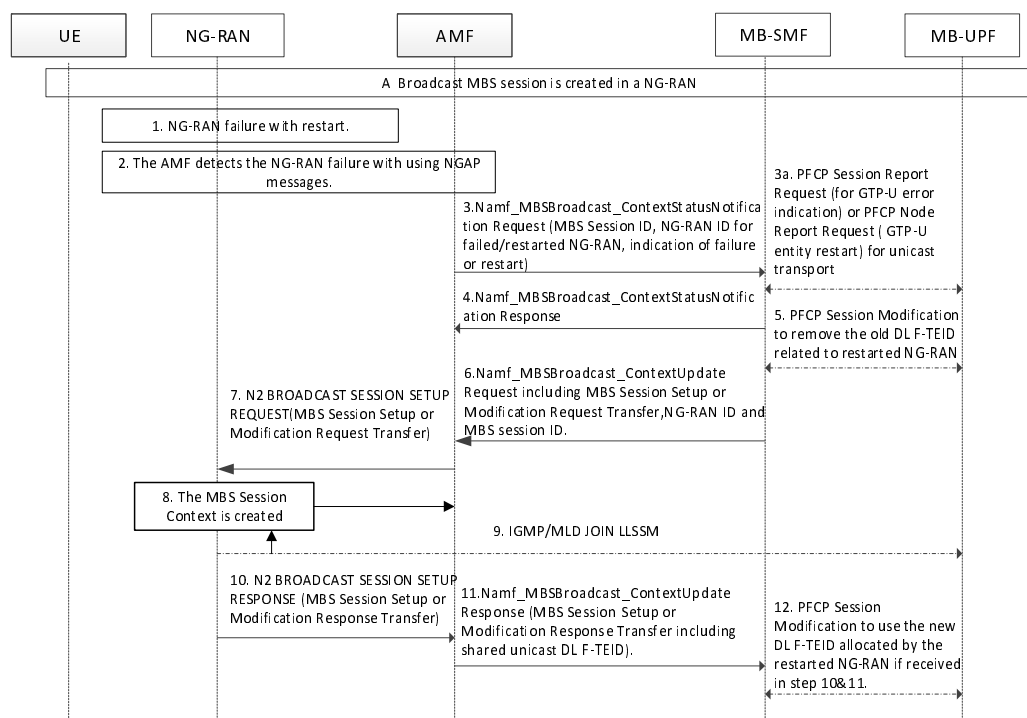 UE
NG-RAN
AMF
MB-SMF
MB-UPF
A Broadcast MBS session is created in a NG-RAN
1. NG-RAN failure with restart.
2. The AMF detects the NG-RAN failure with using NGAP
messages.
3.Namf_MBSBroadcast_ContextStatusNotifica
tion Request (MBS Session ID, NG-RAN ID for
failed/restarted NG-RAN, indication of failure
or restart)
3a. PFCP Session Report
Request (for GTP-U error
indication) or PFCP Node
Report Request ( GTP-U
entity restart) for unicast
transport
4.Namf_MBSBroadcast_ContextStatusNotific
ation Response
5. PFCP Session Modification
to remove the old DL F-TEID
related to restarted NG-RAN
6.Namf_MBSBroadcast_ContextUpdate
Request including MBS Session Setup or
Modification Request Transfer,NG-RAN ID and
MBS session ID.
7. N2 BROADCAST SESSION SETUP
REQUEST(MBS Session Setup or
Modification Request Transfer)
8. The MBS Session
Context is created
9. IGMP/MLD JOIN LLSSM
10. N2 BROADCAST SESSION SETUP
RESPONSE (MBS Session Setup or
Modification Response Transfer)
11.Namf_MBSBroadcast_ContextUpdate
Response (MBS Session Setup or
Modification Response Transfer including
shared unicast DL F-TEID).
12. PFCP Session
Modification to use the new
DL F-TEID allocated by the
restarted NG-RAN if received
in step 10&11.